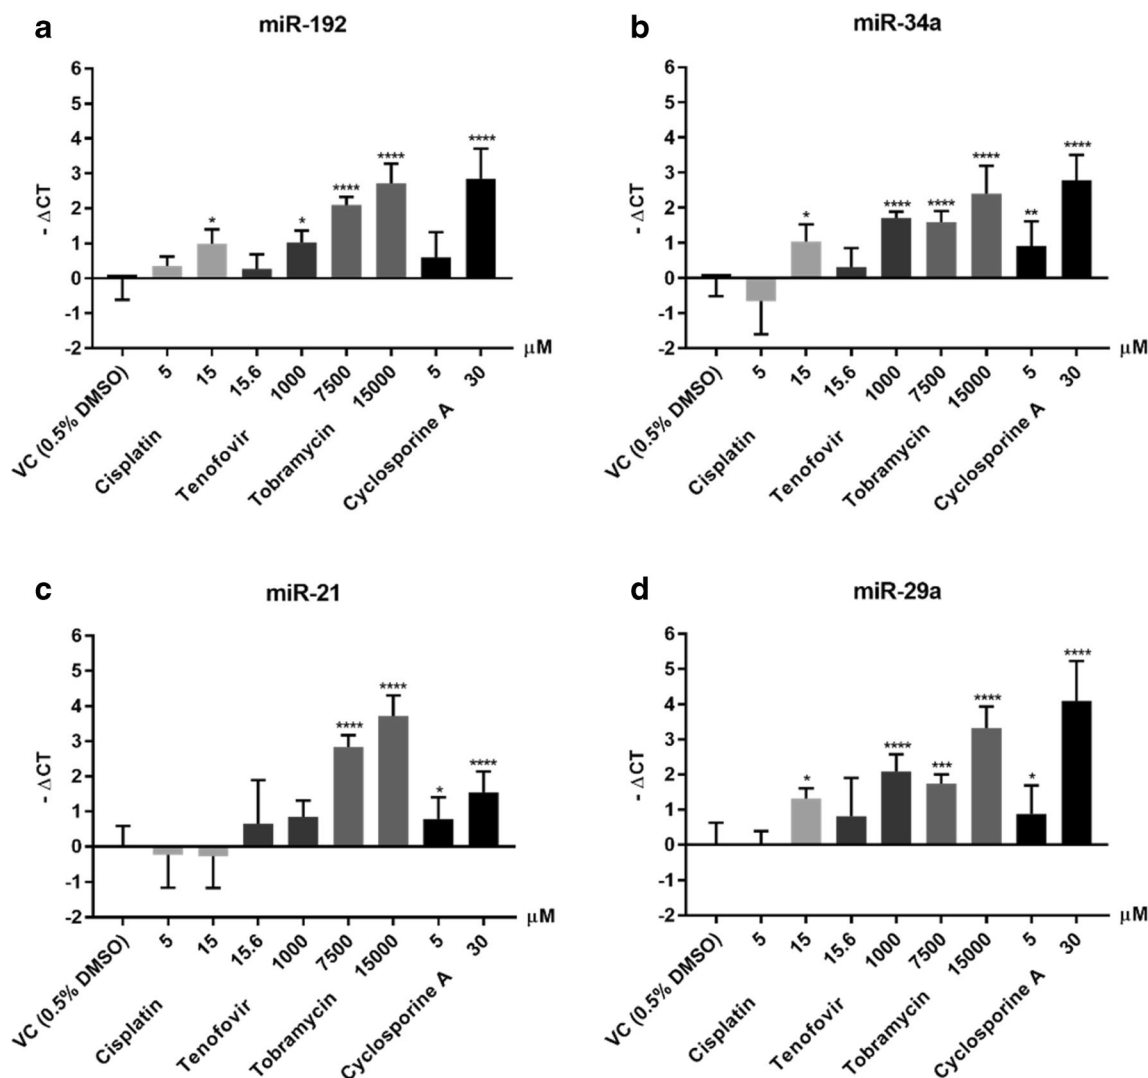 a
miR-192
6
5
4
3
2
1
0
-1
-2
- ΔCT
*
*
****
****
****
μM
VC (0.5% DMSO)
5
15
15.6
1000
7500
15000
5
30
Cisplatin
Tenofovir
Tobramycin
Cyclosporine A
b
miR-34a
6
5
4
3
2
1
0
-1
-2
- ΔCT
*
****
****
****
**
****
μM
VC (0.5% DMSO)
5
15
15.6
1000
7500
15000
5
30
Cisplatin
Tenofovir
Tobramycin
Cyclosporine A
c
miR-21
6
5
4
3
2
1
0
-1
-2
- ΔCT
****
****
*
****
μM
VC (0.5% DMSO)
5
15
15.6
1000
7500
15000
5
30
Cisplatin
Tenofovir
Tobramycin
Cyclosporine A
d
miR-29a
6
5
4
3
2
1
0
-1
-2
- ΔCT
*
****
***
****
*
****
μM
VC (0.5% DMSO)
5
15
15.6
1000
7500
15000
5
30
Cisplatin
Tenofovir
Tobramycin
Cyclosporine A